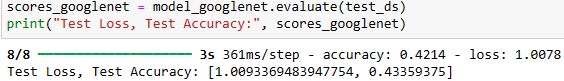 scores_googlenet = model_googlenet.evaluate(test_ds)
print("Test Loss, Test Accuracy:", scores_googlenet)
8/8 ━━━━━━━━━━━━━━━━━━━━ 3s 361ms/step - accuracy: 0.4214 - loss: 1.0078
Test Loss, Test Accuracy: [1.0093369483947754, 0.43359375]